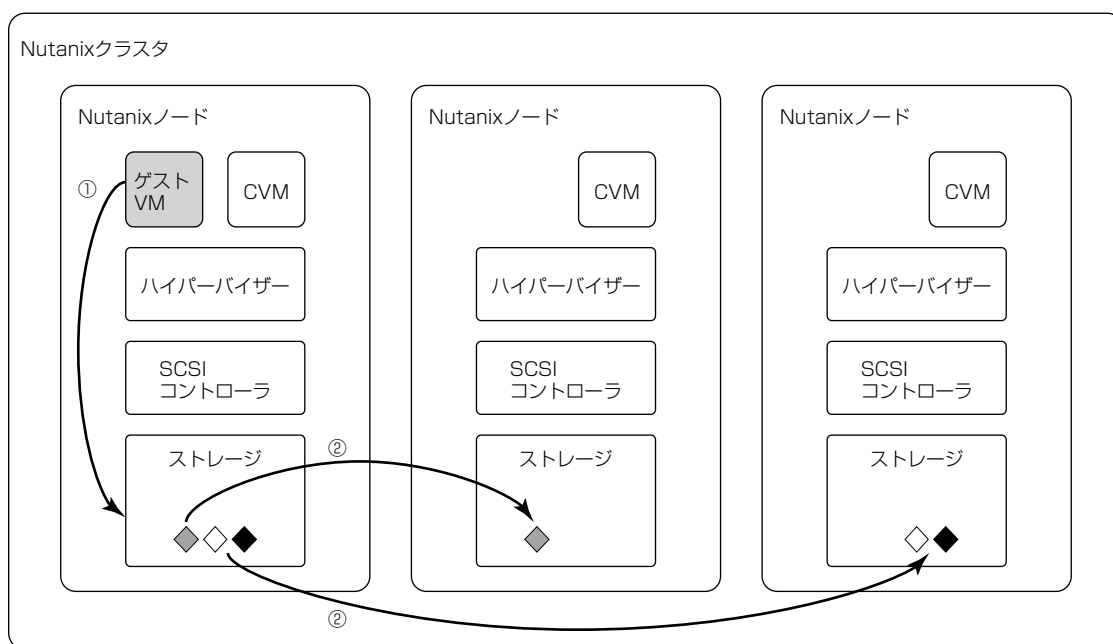 Nutanixクラスタ
Nutanixノード
①
ゲスト
VM
CVM
ハイパーバイザー
SCSI
コントローラ
ストレージ
②
②
Nutanixノード
CVM
ハイパーバイザー
SCSI
コントローラ
ストレージ
Nutanixノード
CVM
ハイパーバイザー
SCSI
コントローラ
ストレージ